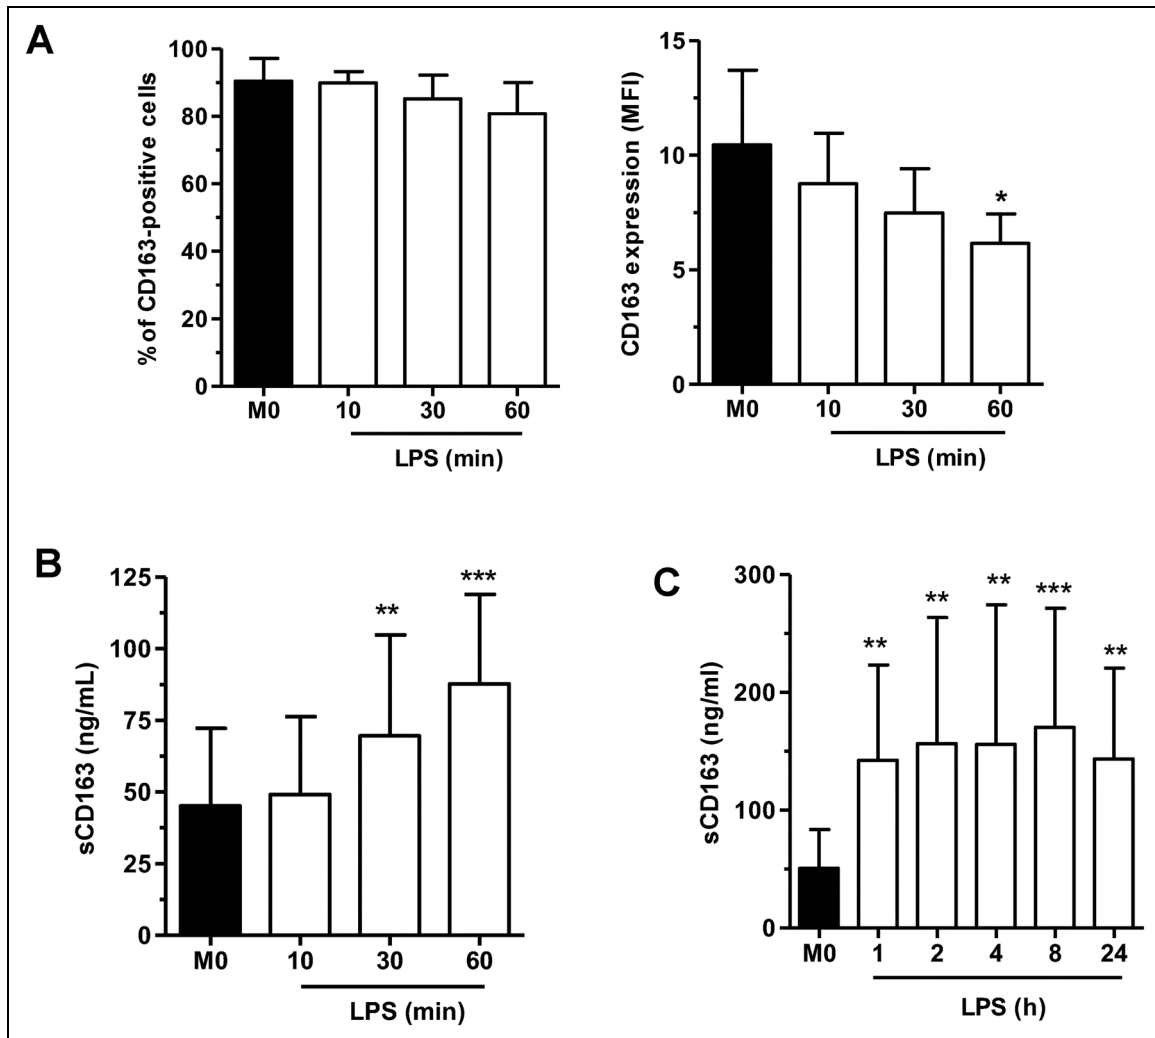 A
% of CD163-positive cells
100
80
60
40
20
0
M0 10 30 60
LPS (min)
CD163 expression (MFI)
15
10
5
0
*
M0 10 30 60
LPS (min)
B
sCD163 (ng/mL)
125
100
75
50
25
0
** ***
M0 10 30 60
LPS (min)
C
sCD163 (ng/ml)
300
200
100
0
** ** ** *** **
M0 1 2 4 8 24
LPS (h)